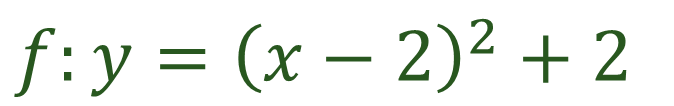 f: y = (x − 2)² + 2